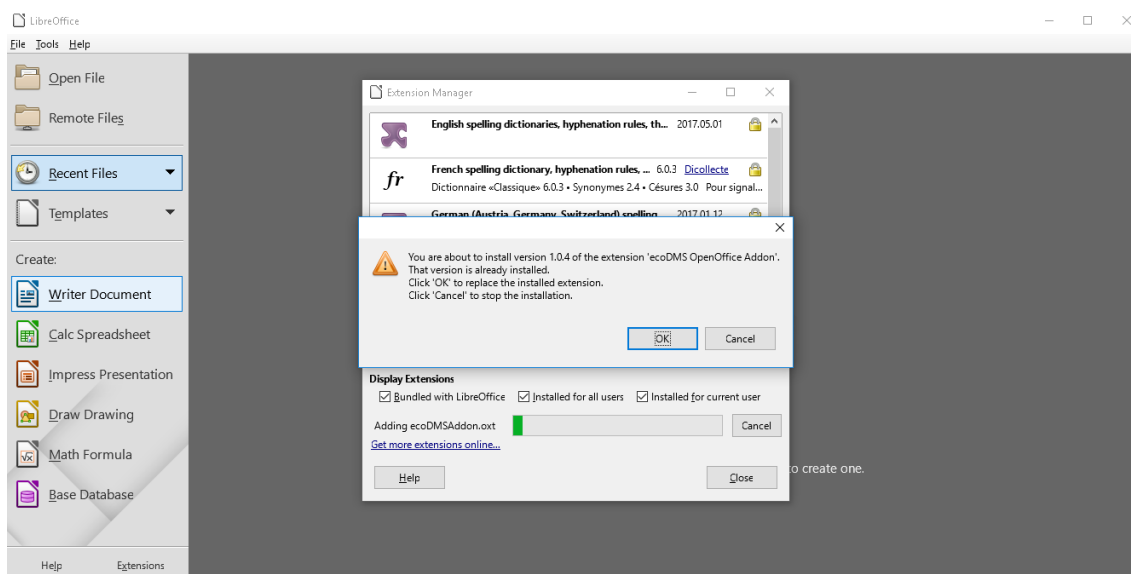 LibreOffice
File Tools Help
Open File
Remote Files
Recent Files
Templates
Create:
Writer Document
Calc Spreadsheet
Impress Presentation
Draw Drawing
Math Formula
Base Database
Help Extensions
Extension Manager
English spelling dictionaries, hyphenation rules, th... 2017.05.01
fr
French spelling dictionary, hyphenation rules, ... 6.0.3 Dicollecte
Dictionnaire «Classique» 6.0.3 • Synonymes 2.4 • Césures 3.0 Pour signal...
German (Austria, Germany, Switzerland) spelling 2017.01.12
You are about to install version 1.0.4 of the extension 'ecoDMS OpenOffice Addon'.
That version is already installed.
Click 'OK' to replace the installed extension.
Click 'Cancel' to stop the installation.
OK Cancel
Display Extensions
Bundled with LibreOffice Installed for all users Installed for current user
Adding ecoDMSAddon.oxt Cancel
Get more extensions online...
Help Close
to create one.